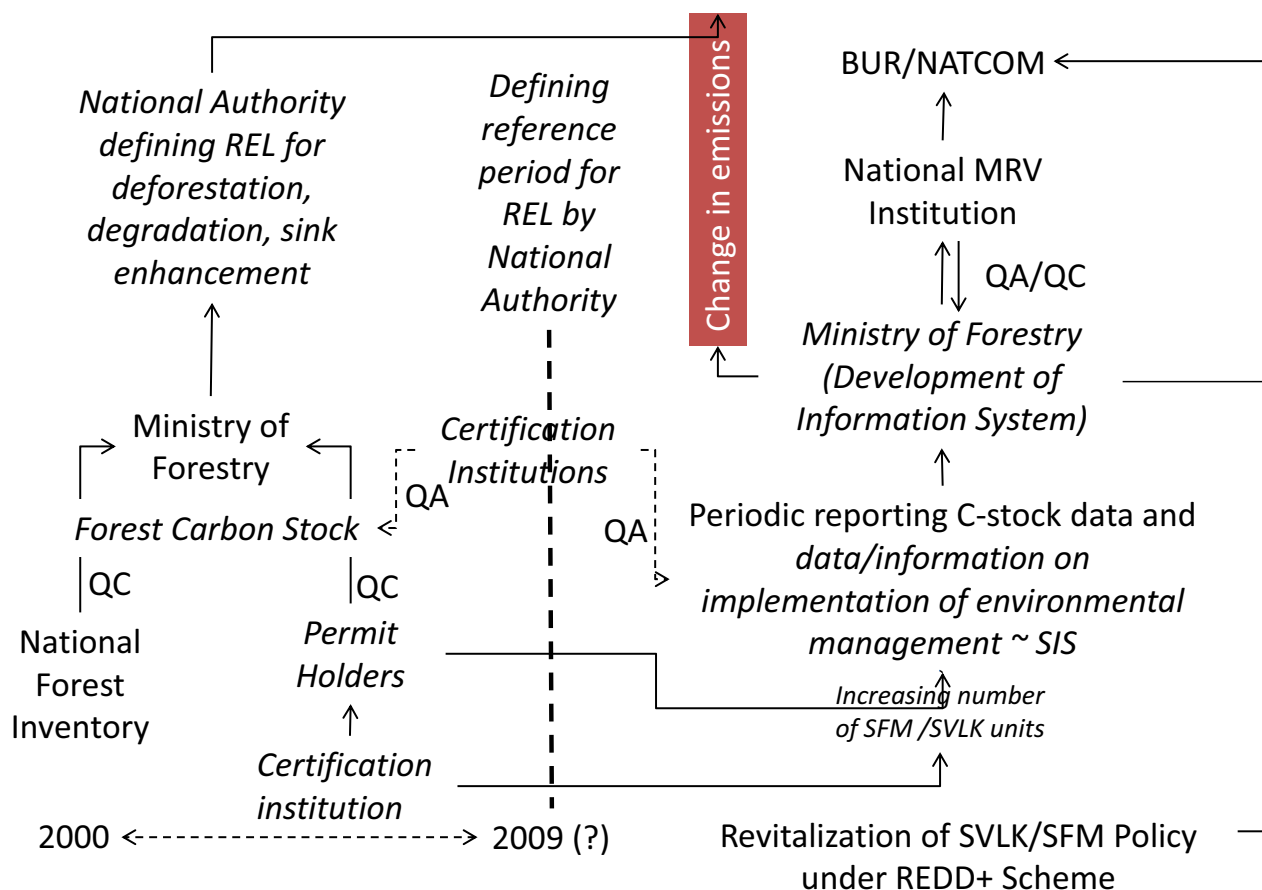 National Authority
defining REL for
deforestation,
degradation, sink
enhancement
Defining
reference
period for
REL by
National
Authority
Change in emissions
BUR/NATCOM
National MRV
Institution
QA/QC
Ministry of Forestry
(Development of
Information System)
Ministry of
Forestry
Certification
Institutions
QA
QA
Forest Carbon Stock
QC
QC
National
Forest
Inventory
Permit
Holders
Certification
institution
Periodic reporting C-stock data and
data/information on
implementation of environmental
management ~ SIS
Increasing number
of SFM /SVLK units
2000
2009 (?)
Revitalization of SVLK/SFM Policy
under REDD+ Scheme